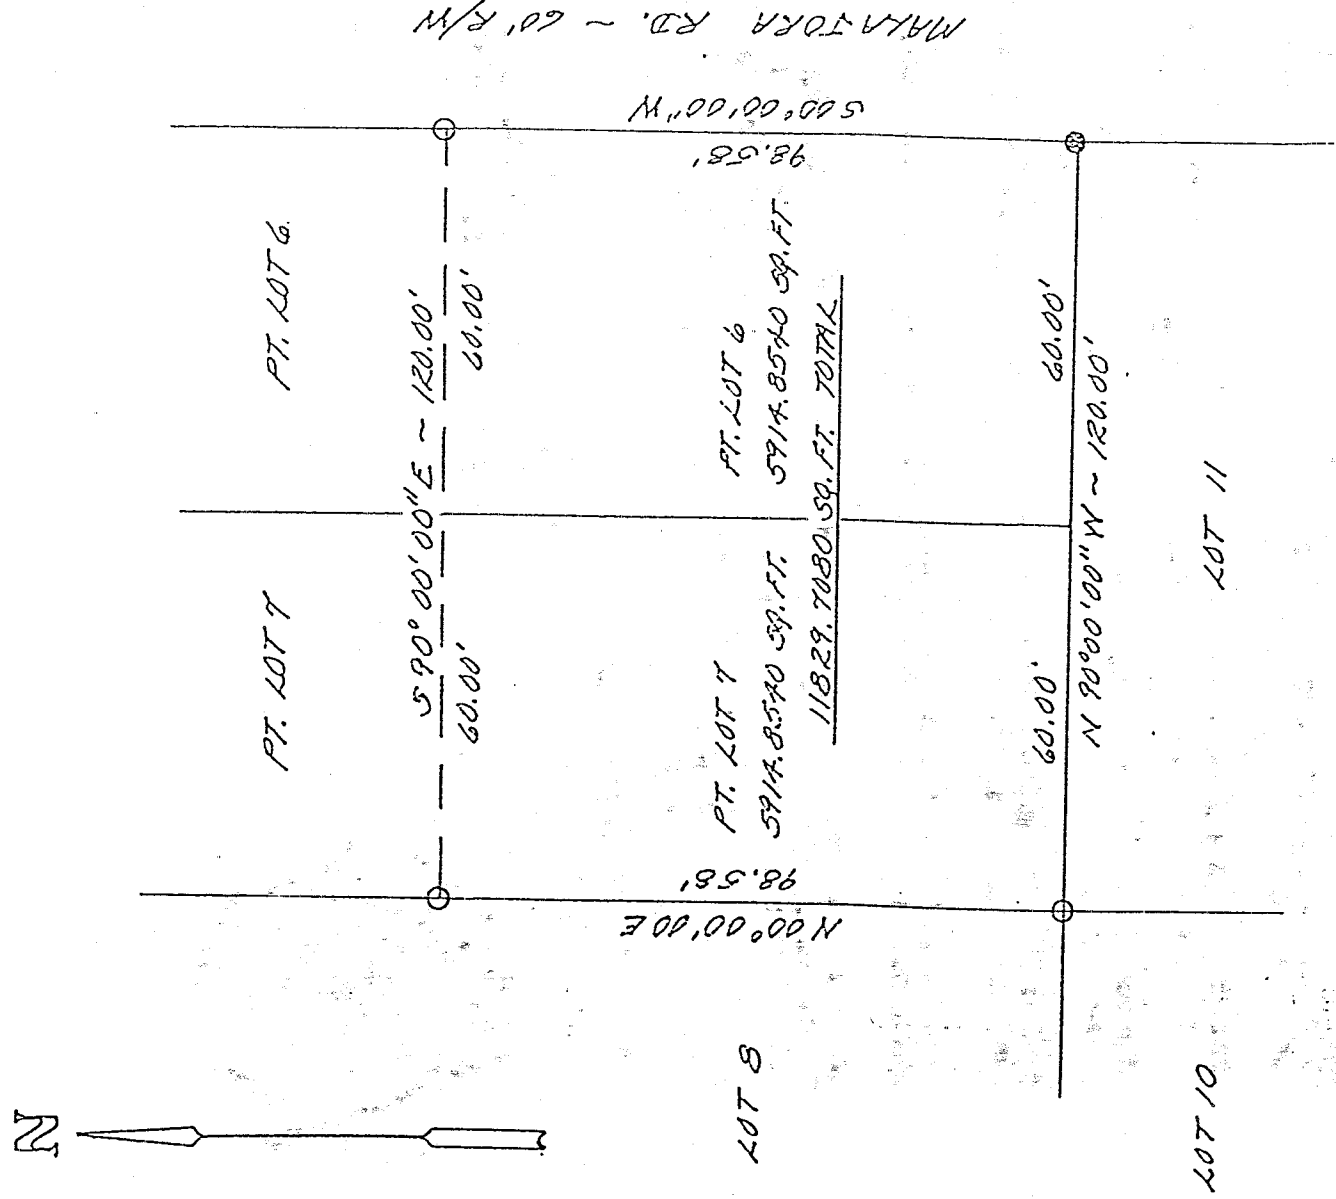 N
PT. LOT 7
PT. LOT 6
S 90° 00' 00" E ~ 120.00'
60.00'
60.00'
N 00° 00' 00 E
98.58'
PT. LOT 7
5914.8540 SQ. FT.
PT. LOT 6
5914.8540 SQ. FT.
11829.7080 SQ. FT. TOTAL
98.58'
S 00° 00' 00" W
60.00'
60.00'
N 90° 00' 00" W ~ 120.00'
LOT 8
LOT 10
LOT 11
RD. ~ 60' R/W